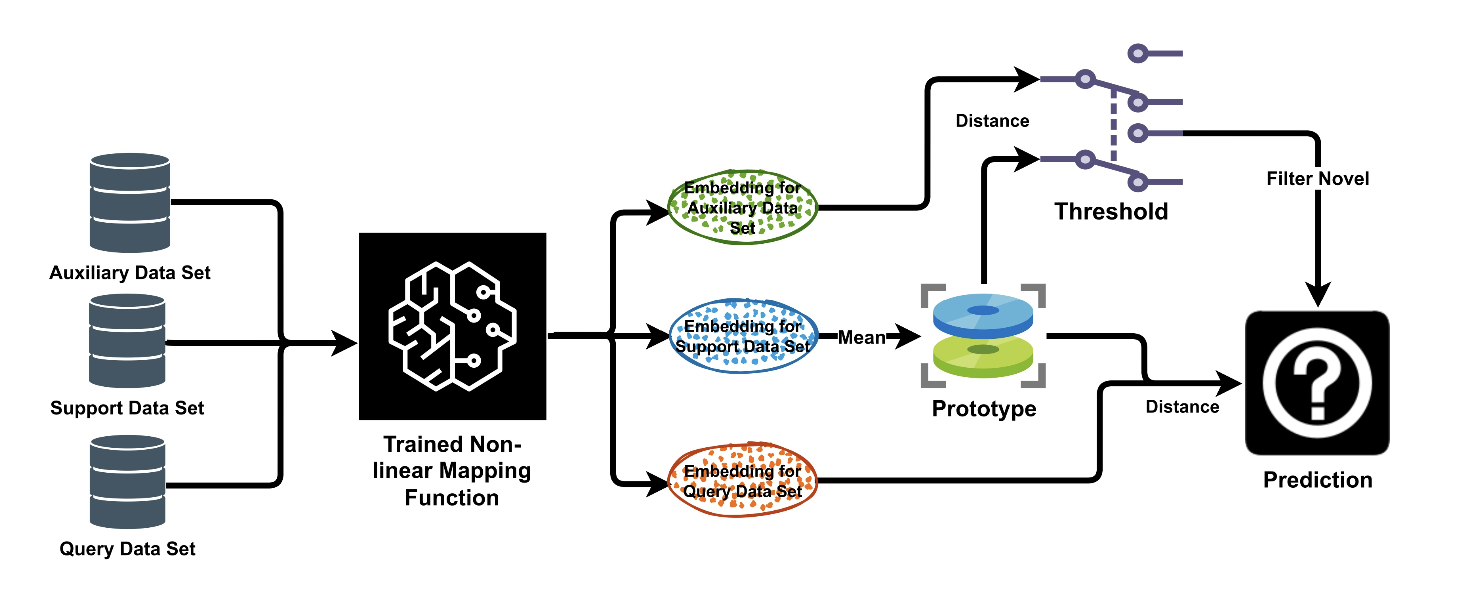 Auxiliary Data Set
Support Data Set
Query Data Set
Trained Non-
linear Mapping
Function
Embedding for
Auxiliary Data
Set
Embedding for
Support Data Set
Embedding for
Query Data Set
Mean
Prototype
Distance
Threshold
Filter Novel
Distance
Prediction